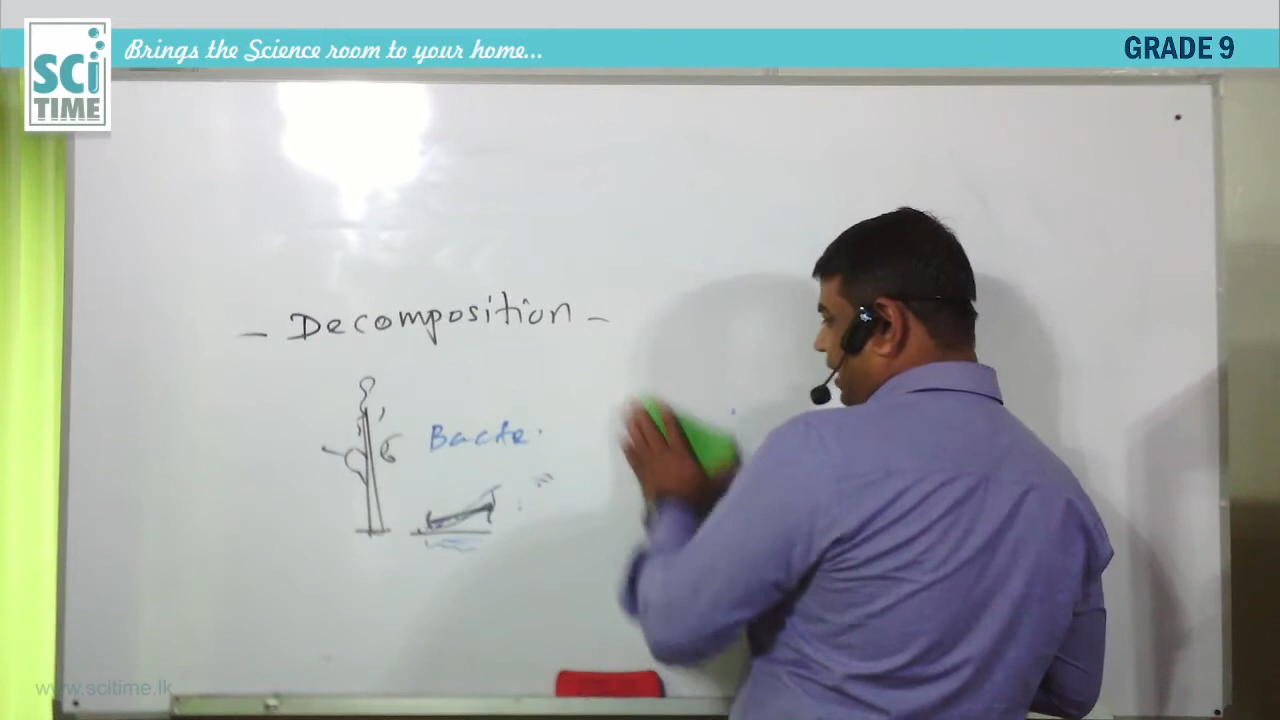 SCi
TIME
Brings the Science room to your home...
GRADE 9
- Decomposition -
Bacte.
www.scitime.lk